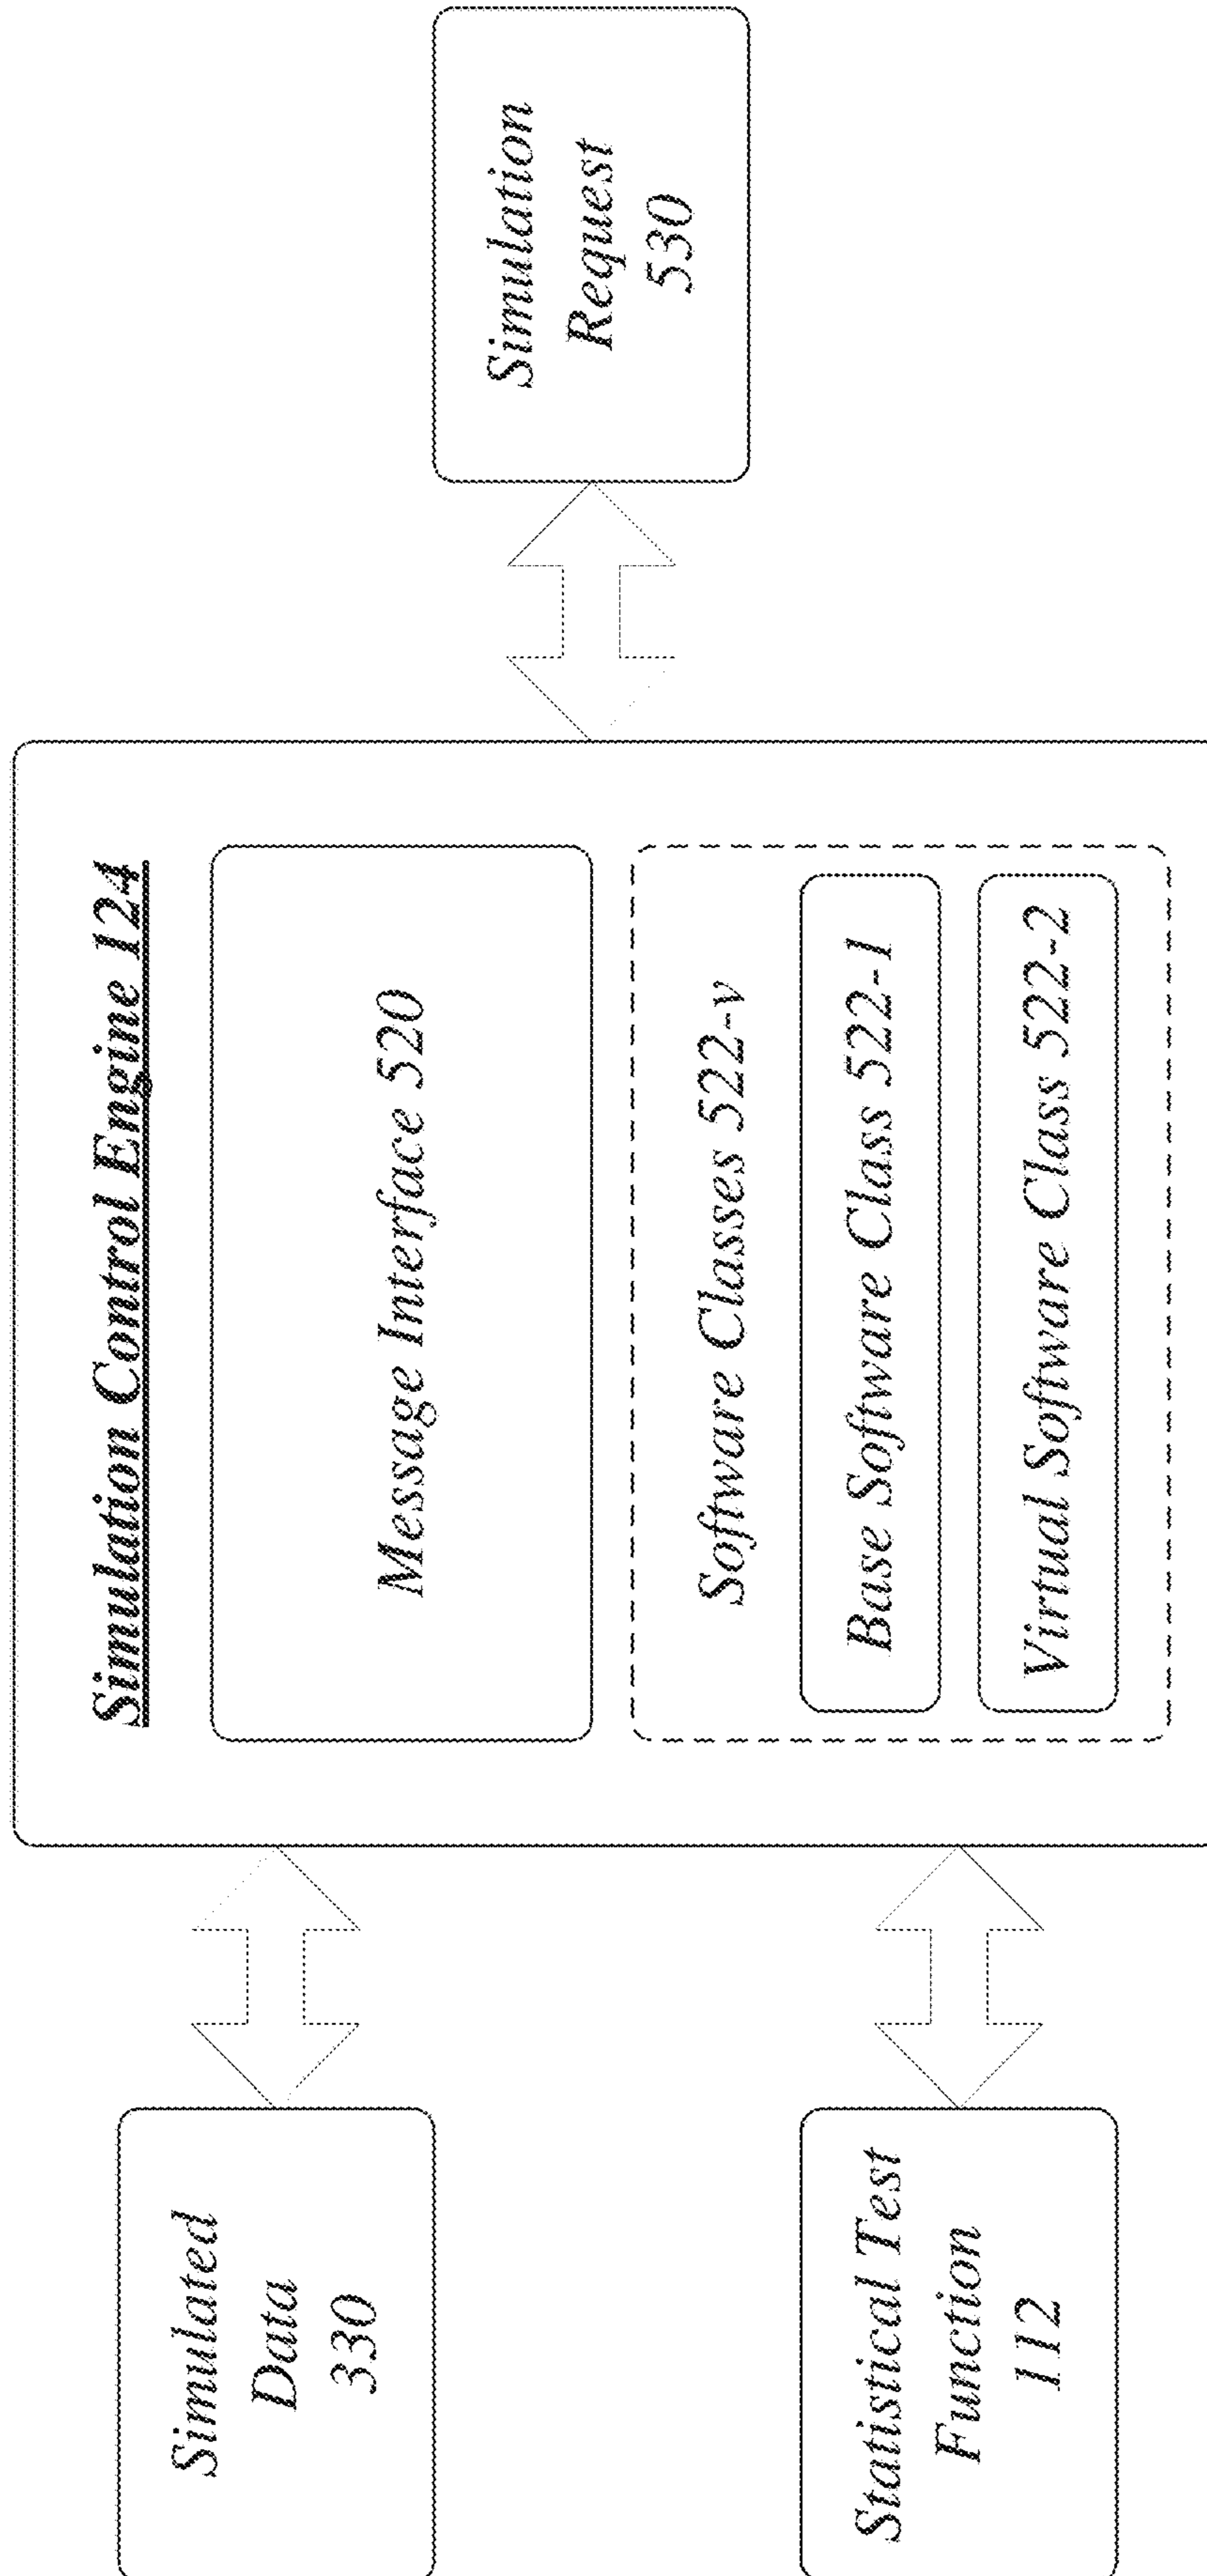 Simulated
Data
330
Statistical Test
Function
112
Simulation Control Engine 124
Message Interface 520
Software Classes 522-v
Base Software Class 522-1
Virtual Software Class 522-2
Simulation
Request
530